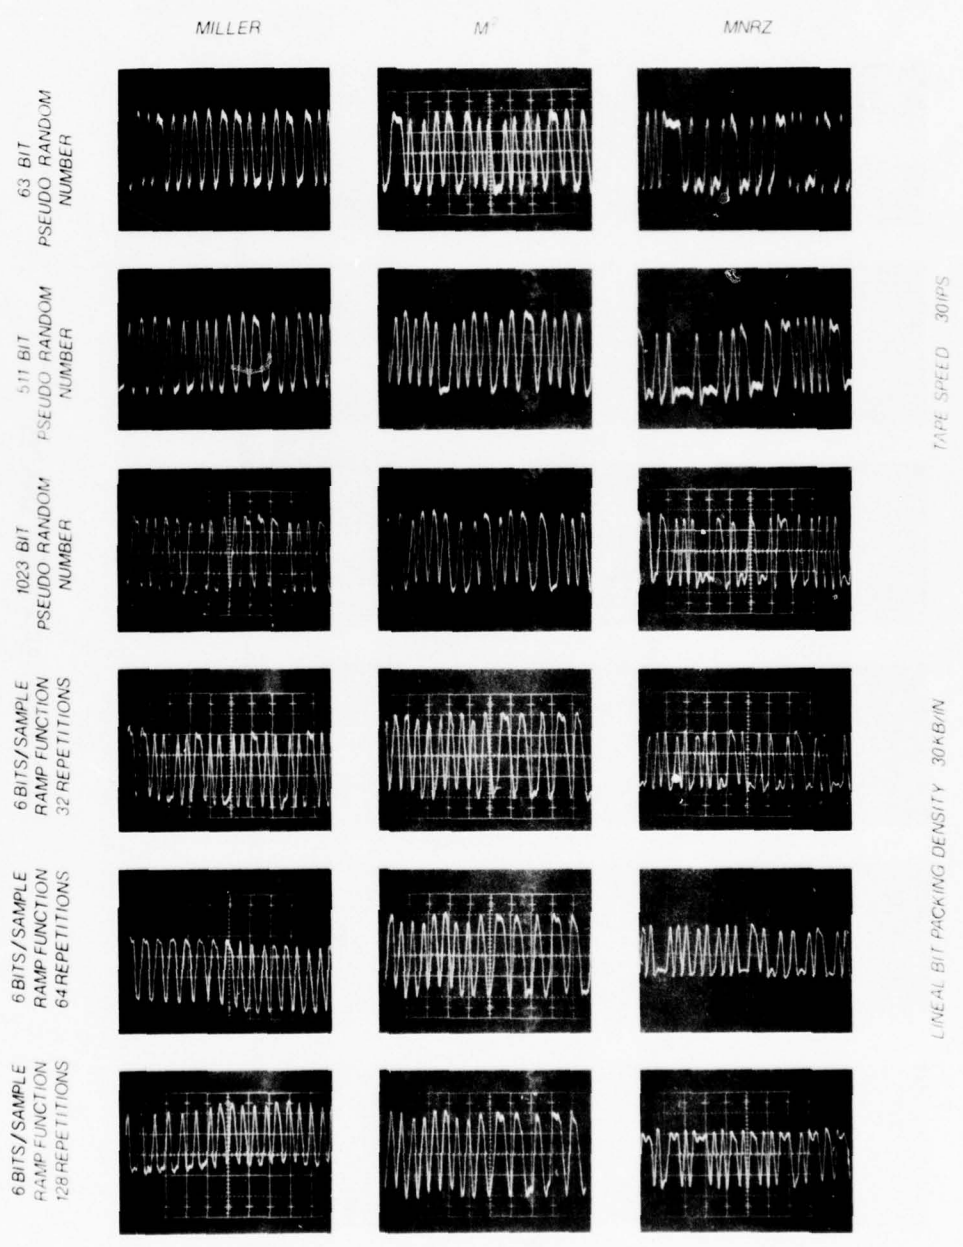 MILLER
M²
MNRZ
63 BIT
PSEUDO RANDOM
NUMBER
511 BIT
PSEUDO RANDOM
NUMBER
1023 BIT
PSEUDO RANDOM
NUMBER
6 BITS/SAMPLE
RAMP FUNCTION
32 REPETITIONS
6 BITS/SAMPLE
RAMP FUNCTION
64 REPETITIONS
6 BITS/SAMPLE
RAMP FUNCTION
128 REPETITIONS
TAPE SPEED 30IPS
LINEAL BIT PACKING DENSITY 30KB/IN